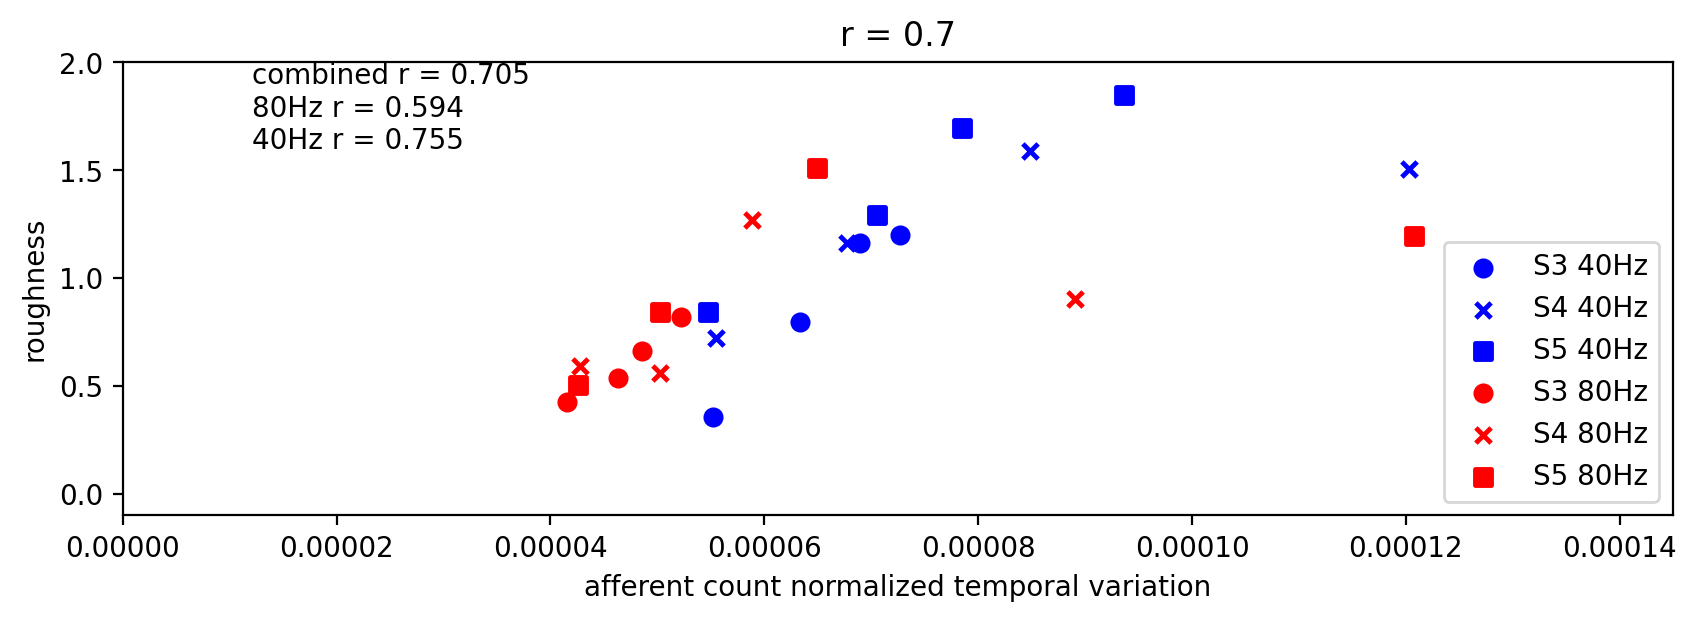 r = 0.7
combined r = 0.705
80Hz r = 0.594
40Hz r = 0.755
2.0
1.5
1.0
0.5
0.0
roughness
S3 40Hz
S4 40Hz
S5 40Hz
S3 80Hz
S4 80Hz
S5 80Hz
0.00000 0.00002 0.00004 0.00006 0.00008 0.00010 0.00012 0.00014
afferent count normalized temporal variation